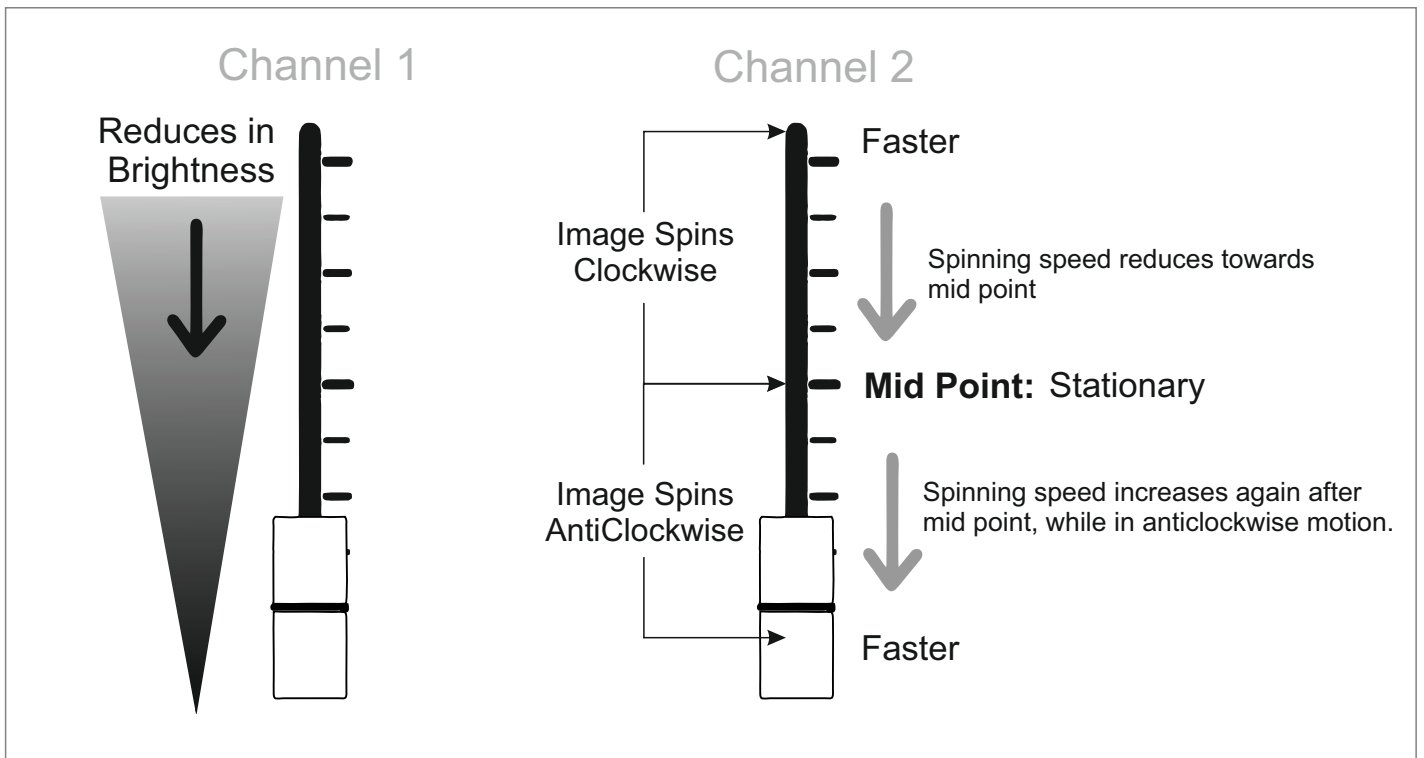 Channel 1
Reduces in
Brightness
Channel 2
Faster
Image Spins
Clockwise
Spinning speed reduces towards
mid point
Mid Point: Stationary
Image Spins
AntiClockwise
Spinning speed increases again after
mid point, while in anticlockwise motion.
Faster